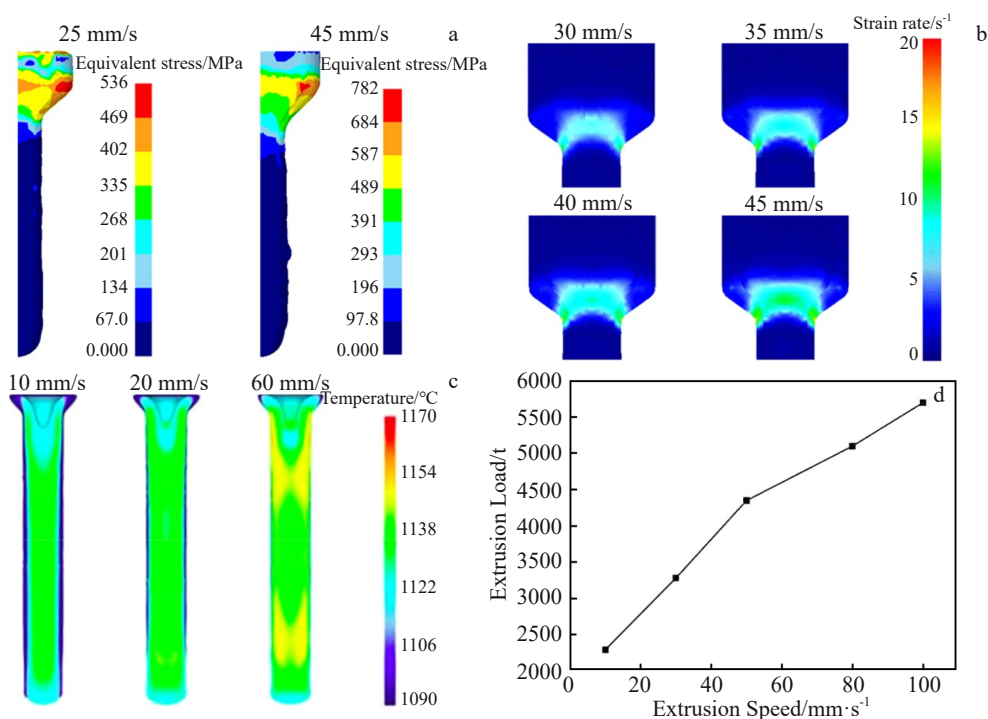 25 mm/s
45 mm/s
a
Equivalent stress/MPa
Equivalent stress/MPa
536
469
402
335
268
201
134
67.0
0.000
782
684
587
489
391
293
196
97.8
0.000
b
Strain rate/s-1
30 mm/s
35 mm/s
40 mm/s
45 mm/s
20
15
10
5
0
c
10 mm/s
20 mm/s
60 mm/s
Temperature/°C
1170
1154
1138
1122
1106
1090
d
6000
5500
5000
4500
4000
3500
3000
2500
2000
Extrusion Load/t
0 20 40 60 80 100
Extrusion Speed/mm·s-1